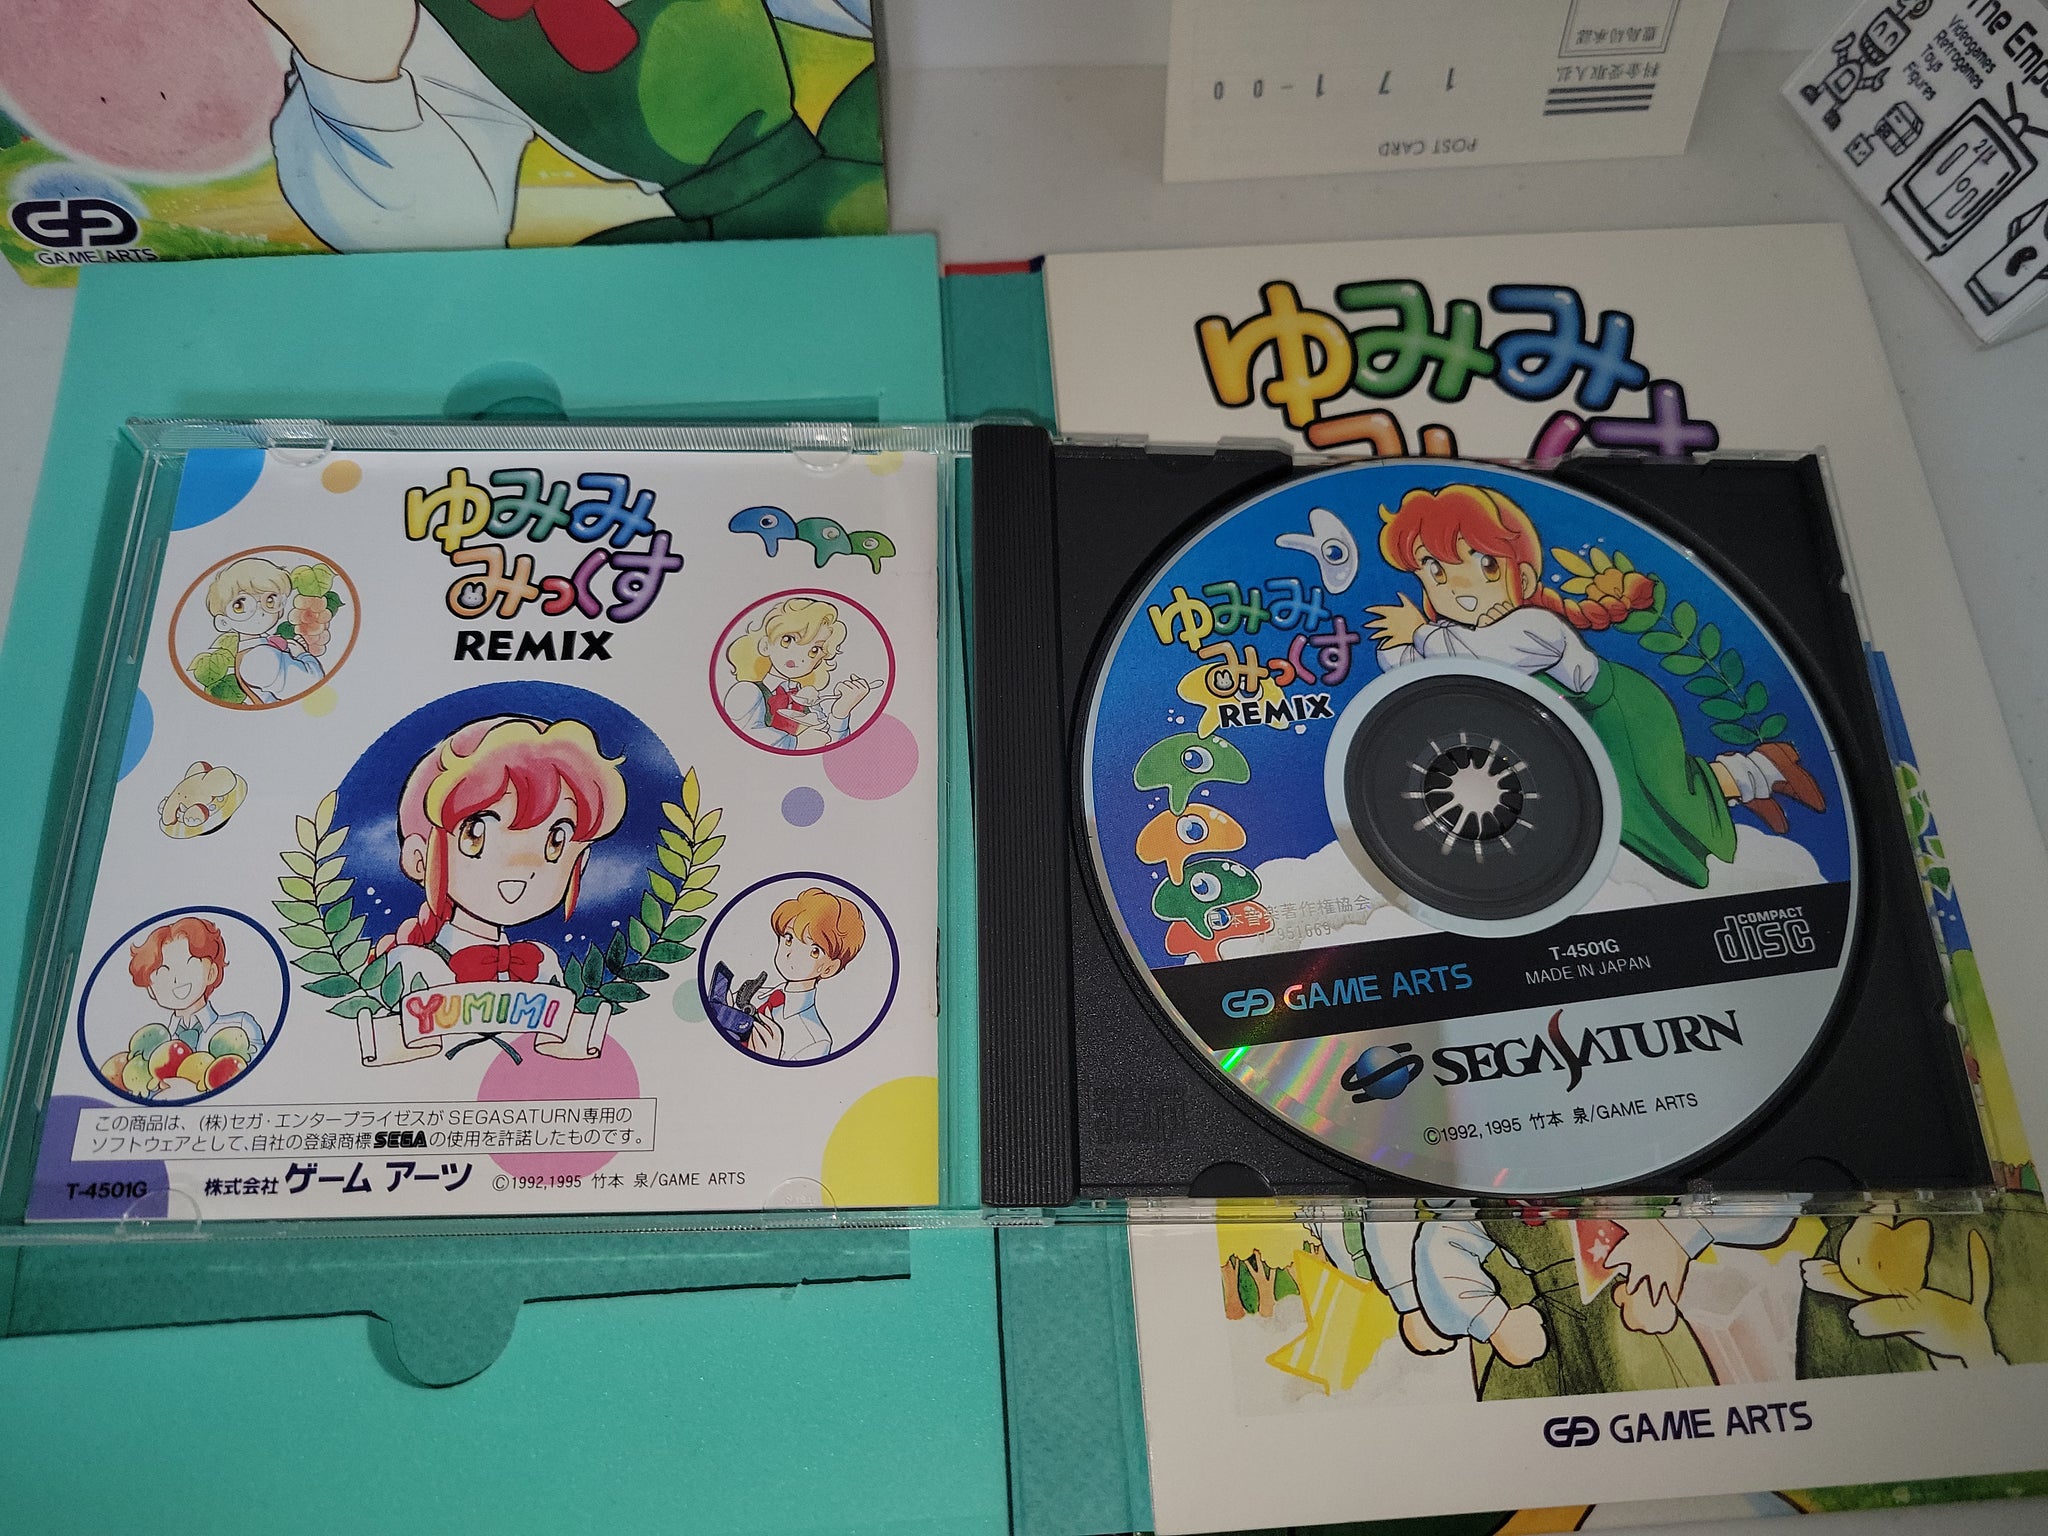 GAME ARTS
POST CARD
料金受取人払
171-00
The
Videogames
Retrogames
Toys
Figures
ゆみみ
ゆみみ
みっくす
REMIX
YUMIMI
この商品は、(株)セガ・エンタープライゼスがSEGASATURN専用の
ソフトウェアとして、自社の登録商標SEGAの使用を許諾したものです。
T-4501G
株式会社 ゲームアーツ ©1992,1995 竹本 泉/GAME ARTS
ゆみみ
みっくす
REMIX
日本音楽著作権協会
951669
GAME ARTS
T-4501G
MADE IN JAPAN
COMPACT
disc
SEGASATURN
©1992,1995 竹本 泉/GAME ARTS
GAME ARTS